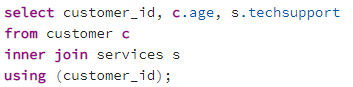 select customer_id, c.age, s.techsupport
from customer c
inner join services s
using (customer_id);